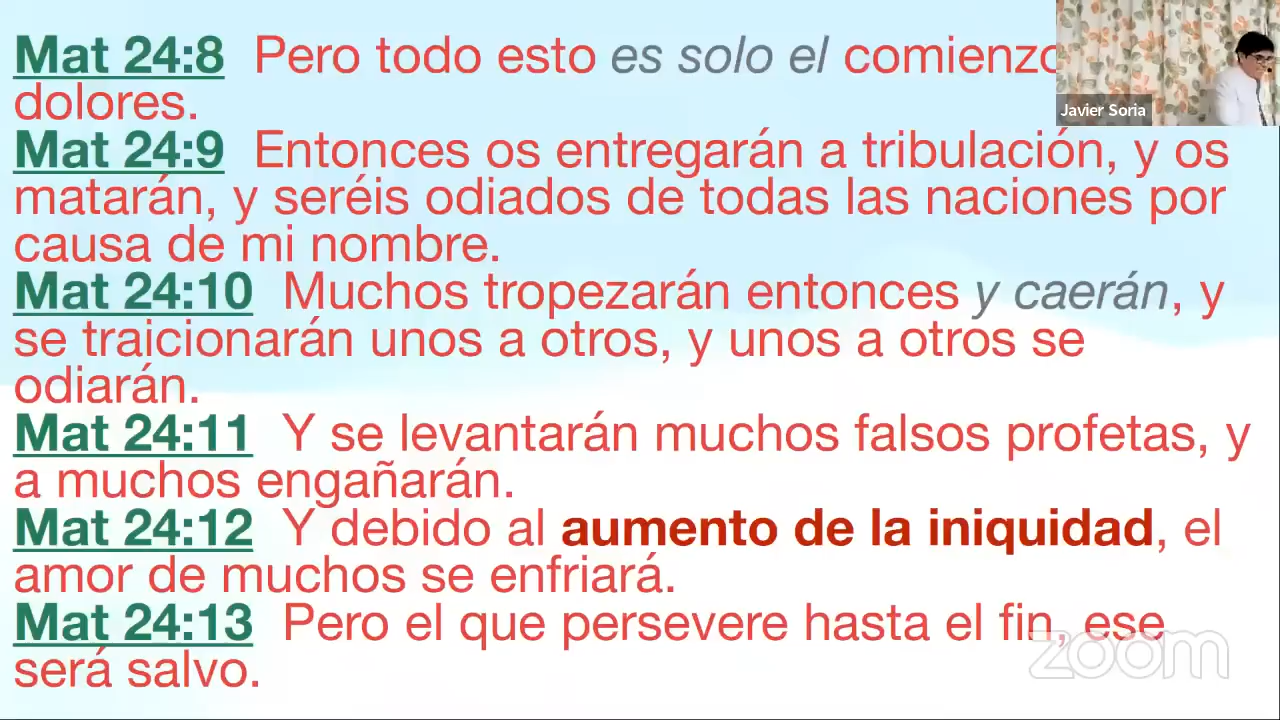 Mat 24:8 Pero todo esto es solo el comienzo
dolores.
Mat 24:9 Entonces os entregarán a tribulación, y os
matarán, y seréis odiados de todas las naciones por
causa de mi nombre.
Mat 24:10 Muchos tropezarán entonces y caerán, y
se traicionarán unos a otros, y unos a otros se
odiarán.
Mat 24:11 Y se levantarán muchos falsos profetas, y
a muchos engañarán.
Mat 24:12 Y debido al aumento de la iniquidad, el
amor de muchos se enfriará.
Mat 24:13 Pero el que persevere hasta el fin, ese
será salvo.
Javier Soria
zoom